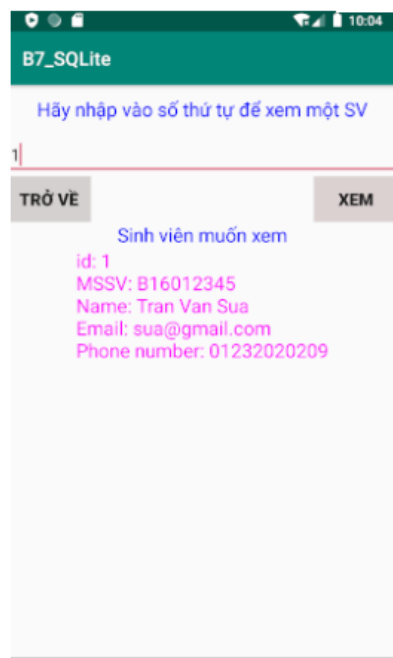 10:04
B7_SQLite
Hãy nhập vào số thứ tự để xem một SV
1
TRỞ VỀ XEM
Sinh viên muốn xem
id: 1
MSSV: B16012345
Name: Tran Van Sua
Email: sua@gmail.com
Phone number: 01232020209